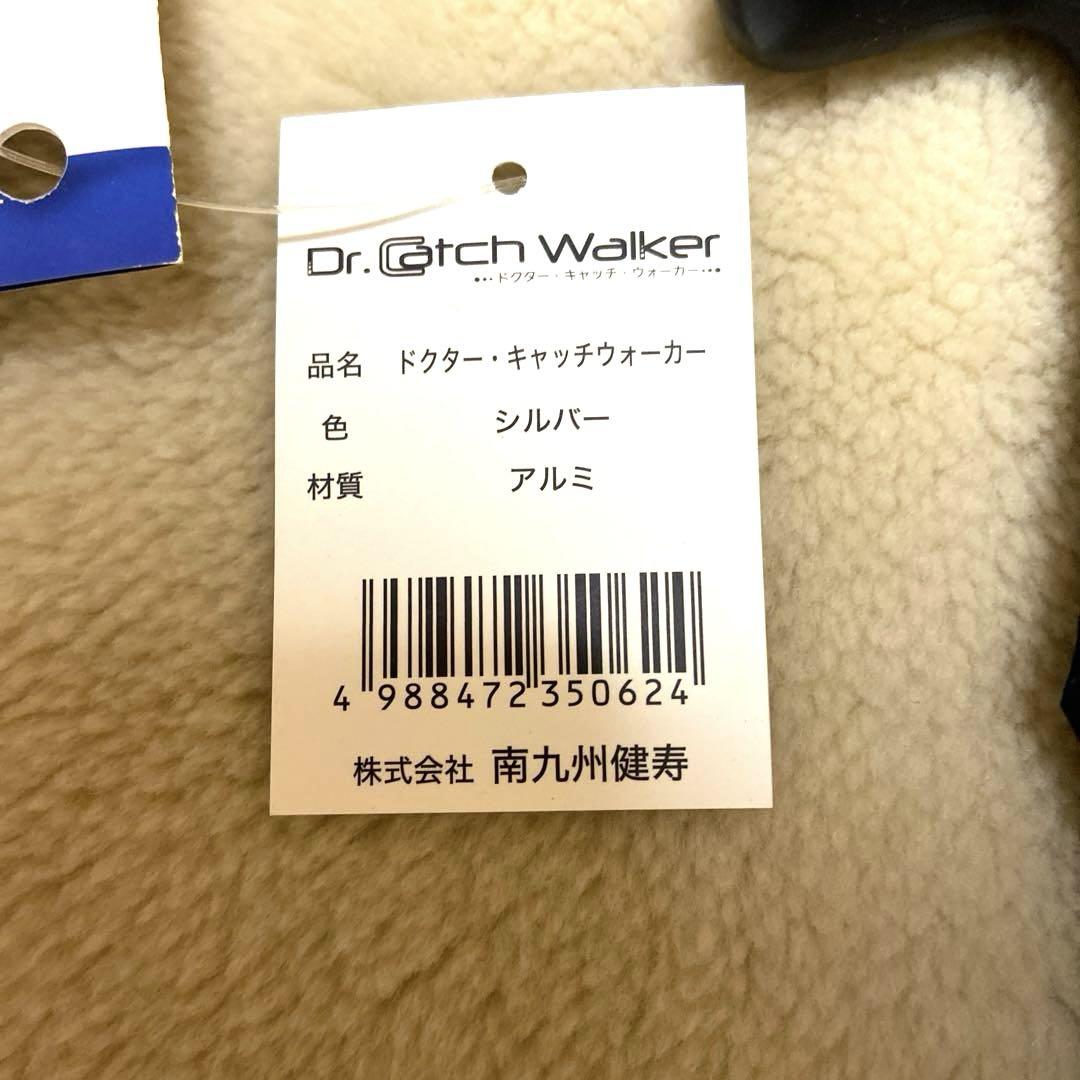 Dr. Catch Walker
●••ドクター・キャッチ・ウォーカー••●
品名 ドクター・キャッチウォーカー
色 シルバー
材質 アルミ
4 988472 350624
株式会社 南九州健寿